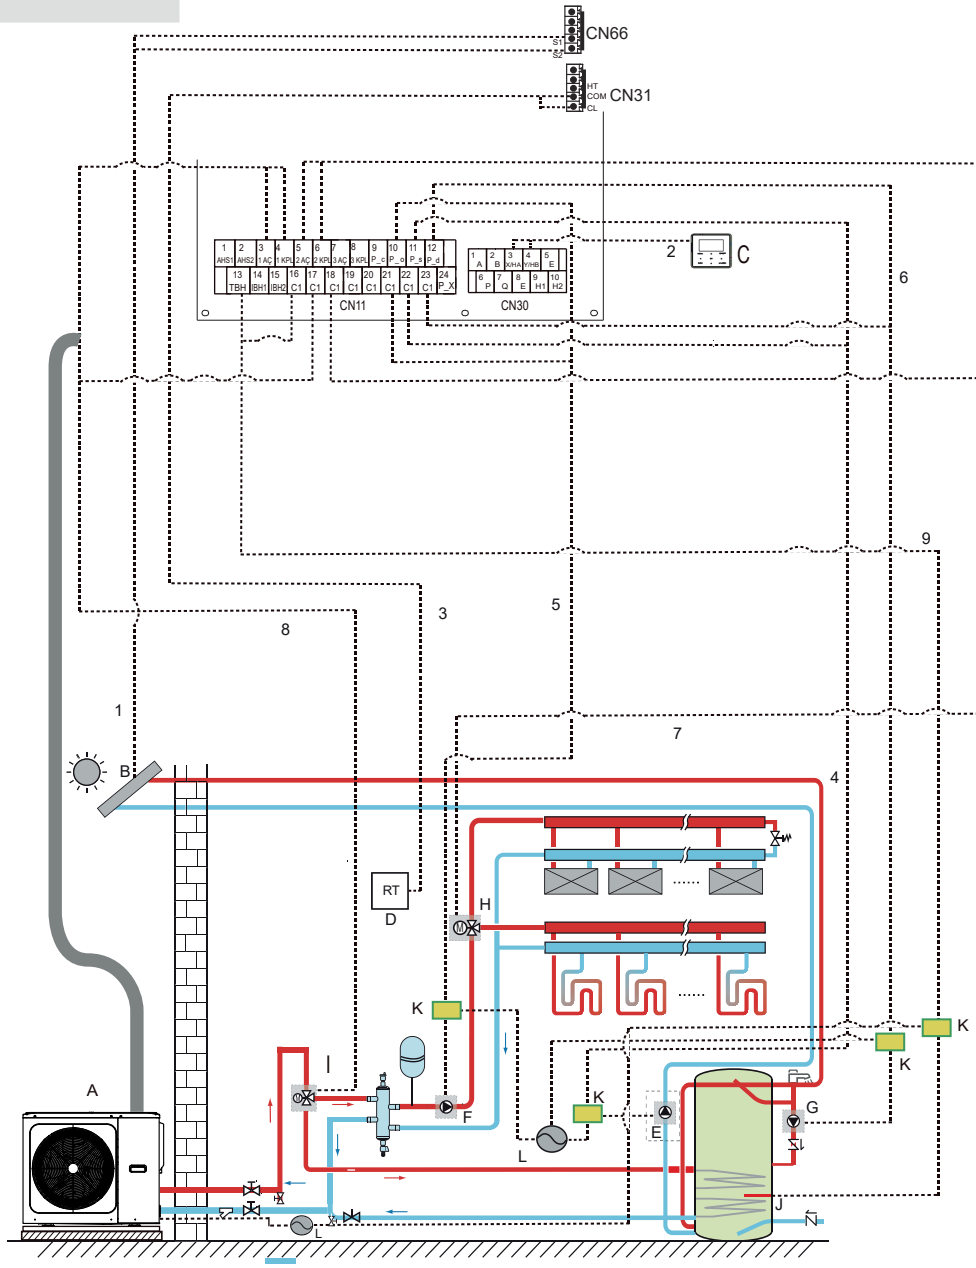 CN66
S1
S2
HT
COM CN31
CL
1 2 3 4 5 6 7 8 9 10 11 12
AHS1 AHS2 1 AÇ 1 KPL 2 AÇ 2 KPL 3 AÇ 3 KPL P_c P_o P_s P_d
13 14 15 16 17 18 19 20 21 22 23 24
TBH IBH1 IBH2 C1 C1 C1 C1 C1 C1 C1 C1 P_X
CN11
1 2 3 4 5
A B X/HA Y/HB E
6 7 8 9 10
P Q E H1 H2
CN30
2 C
6
9
3
5
8
1
7
B
4
RT
D
H
M
K
K
K
A
I
M
F
K
G
E
L
J
L